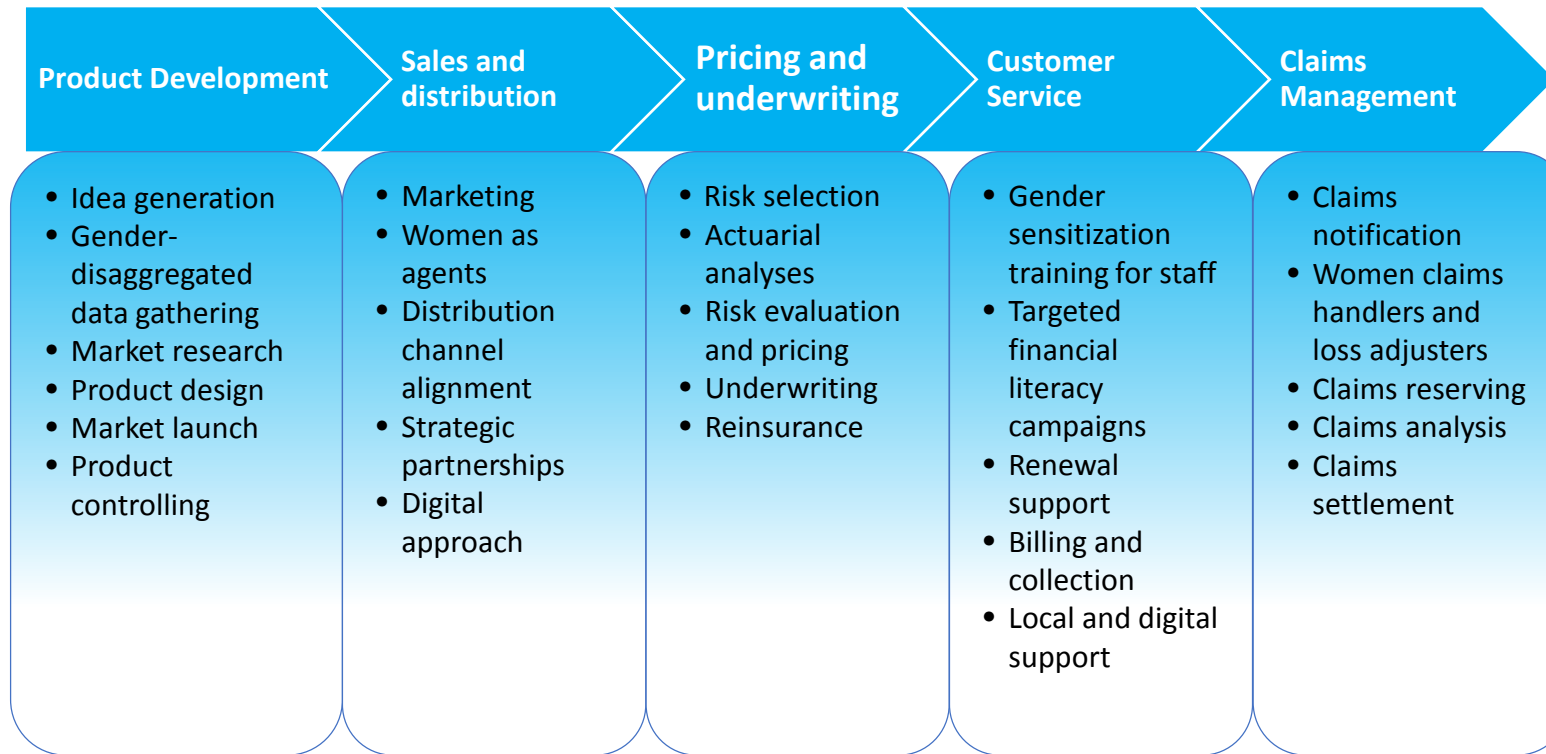 Product Development
Sales and
distribution
Pricing and
underwriting
Customer
Service
Claims
Management
• Idea generation
• Gender-
disaggregated
data gathering
• Market research
• Product design
• Market launch
• Product
controlling
• Marketing
• Women as
agents
• Distribution
channel
alignment
• Strategic
partnerships
• Digital
approach
• Risk selection
• Actuarial
analyses
• Risk evaluation
and pricing
• Underwriting
• Reinsurance
• Gender
sensitization
training for staff
• Targeted
financial
literacy
campaigns
• Renewal
support
• Billing and
collection
• Local and digital
support
• Claims
notification
• Women claims
handlers and
loss adjusters
• Claims reserving
• Claims analysis
• Claims
settlement